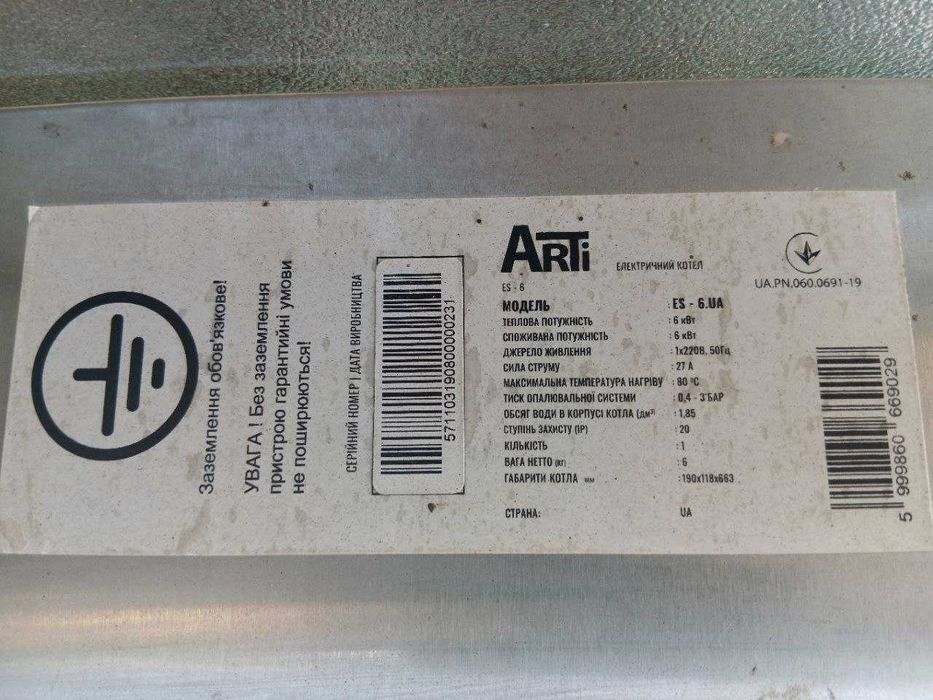 Заземлення обов'язкове!
УВАГА ! Без заземлення
пристрою гарантійні умови
не поширюються!
СЕРІЙНИЙ НОМЕР | ДАТА ВИРОБНИЦТВА
5711031908000000231
ARTi ЕЛЕКТРИЧНИЙ КОТЕЛ
ES - 6
МОДЕЛЬ : ES - 6.UA
ТЕПЛОВА ПОТУЖНІСТЬ : 6 кВт
СПОЖИВАНА ПОТУЖНІСТЬ : 6 кВт
ДЖЕРЕЛО ЖИВЛЕННЯ : 1x220В, 50Гц
СИЛА СТРУМУ : 27 А
МАКСИМАЛЬНА ТЕМПЕРАТУРА НАГРІВУ : 80 °C
ТИСК ОПАЛЮВАЛЬНОЇ СИСТЕМИ : 0,4 - 3 БАР
ОБСЯГ ВОДИ В КОРПУСІ КОТЛА (дм³) : 1,85
СТУПІНЬ ЗАХИСТУ (IP) : 20
КІЛЬКІСТЬ : 1
ВАГА НЕТТО (кг) : 6
ГАБАРИТИ КОТЛА мм : 190x118x663
СТРАНА: UA
UA.PN.060.0691-19
5 999860 669029